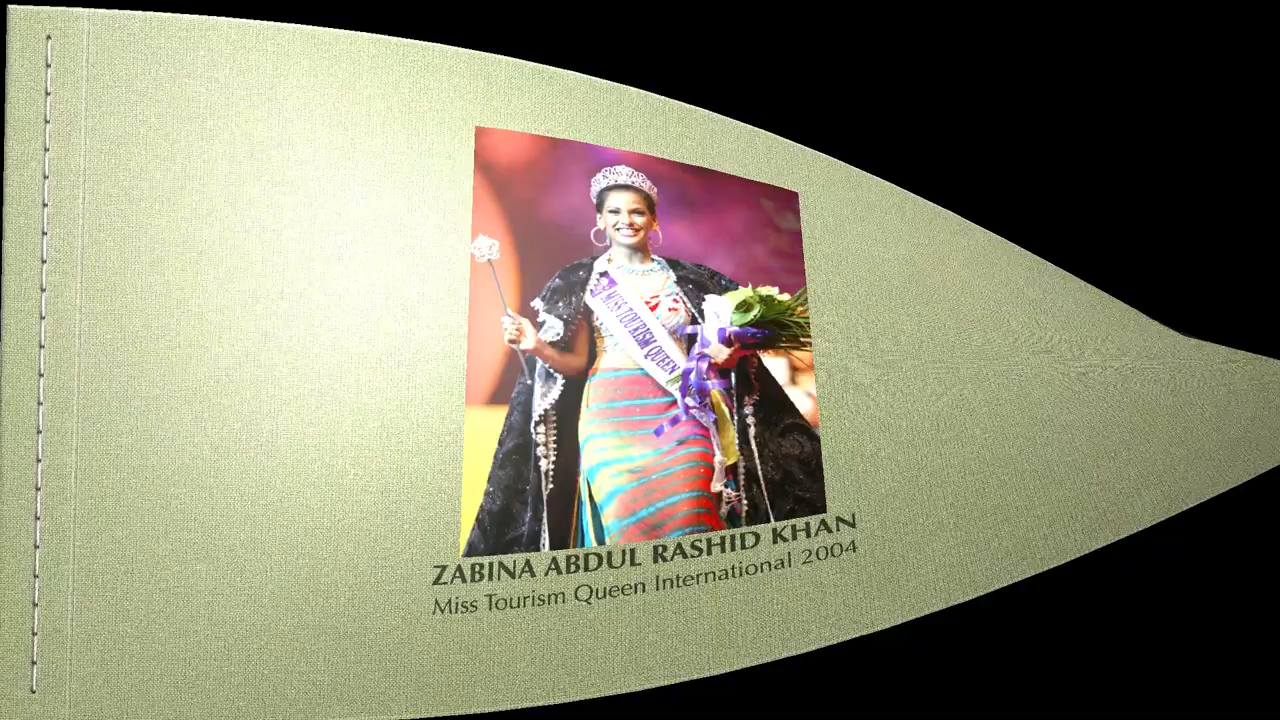 MISS TOURISM QUEEN
ZABINA ABDUL RASHID KHAN
Miss Tourism Queen International 2004